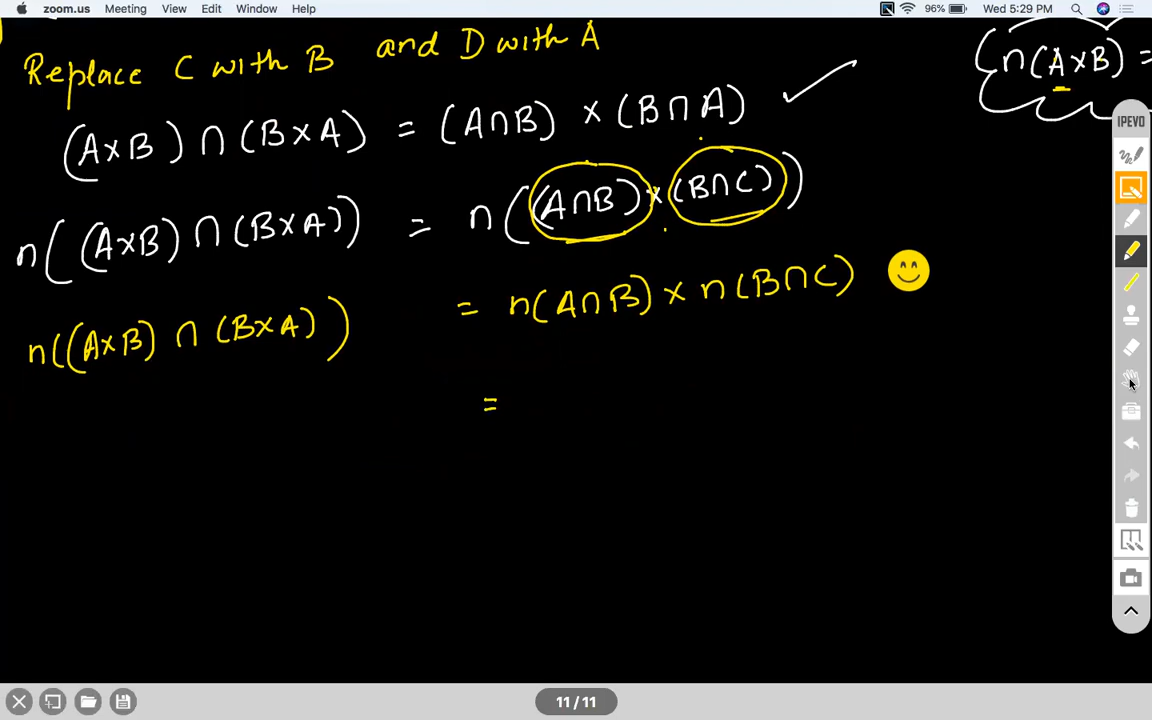 zoom.us Meeting View Edit Window Help 96% Wed 5:29 PM
Replace C with B and D with A
(n(A×B) =
(A×B) ∩ (B×A) = (A∩B) × (B∩A) ✓
IPEVO
n((A×B) ∩ (B×A)) = n((A∩B) × (B∩C))
= n(A∩B) × n(B∩C)
n((A×B) ∩ (B×A))
=
11/11